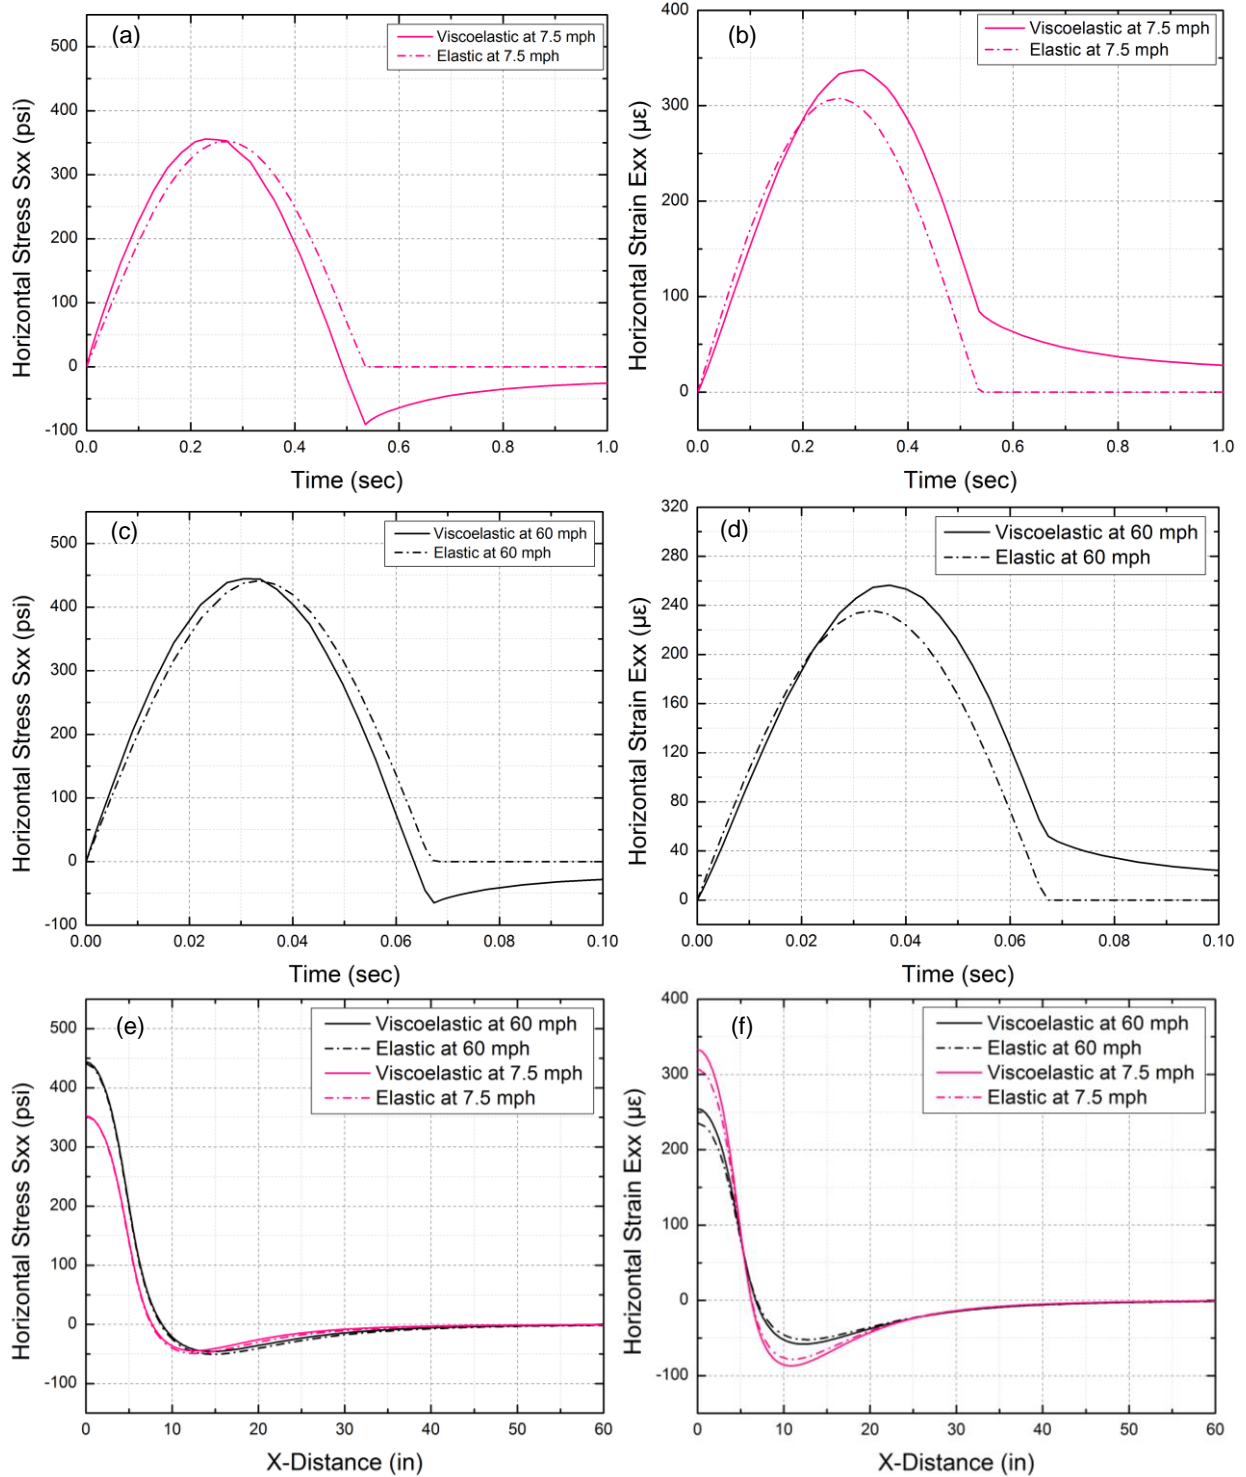 (a)
Viscoelastic at 7.5 mph
Elastic at 7.5 mph
500
400
300
200
100
0
-100
0.0 0.2 0.4 0.6 0.8 1.0
Horizontal Stress Sxx (psi)
Time (sec)
(b)
Viscoelastic at 7.5 mph
Elastic at 7.5 mph
400
300
200
100
0
0.0 0.2 0.4 0.6 0.8 1.0
Horizontal Strain Exx (με)
Time (sec)
(c)
Viscoelastic at 60 mph
Elastic at 60 mph
500
400
300
200
100
0
-100
0.00 0.02 0.04 0.06 0.08 0.10
Horizontal Stress Sxx (psi)
Time (sec)
(d)
Viscoelastic at 60 mph
Elastic at 60 mph
320
280
240
200
160
120
80
40
0
0.00 0.02 0.04 0.06 0.08 0.10
Horizontal Strain Exx (με)
Time (sec)
(e)
Viscoelastic at 60 mph
Elastic at 60 mph
Viscoelastic at 7.5 mph
Elastic at 7.5 mph
500
400
300
200
100
0
-100
0 10 20 30 40 50 60
Horizontal Stress Sxx (psi)
X-Distance (in)
(f)
Viscoelastic at 60 mph
Elastic at 60 mph
Viscoelastic at 7.5 mph
Elastic at 7.5 mph
400
300
200
100
0
-100
0 10 20 30 40 50 60
Horizontal Strain Exx (με)
X-Distance (in)